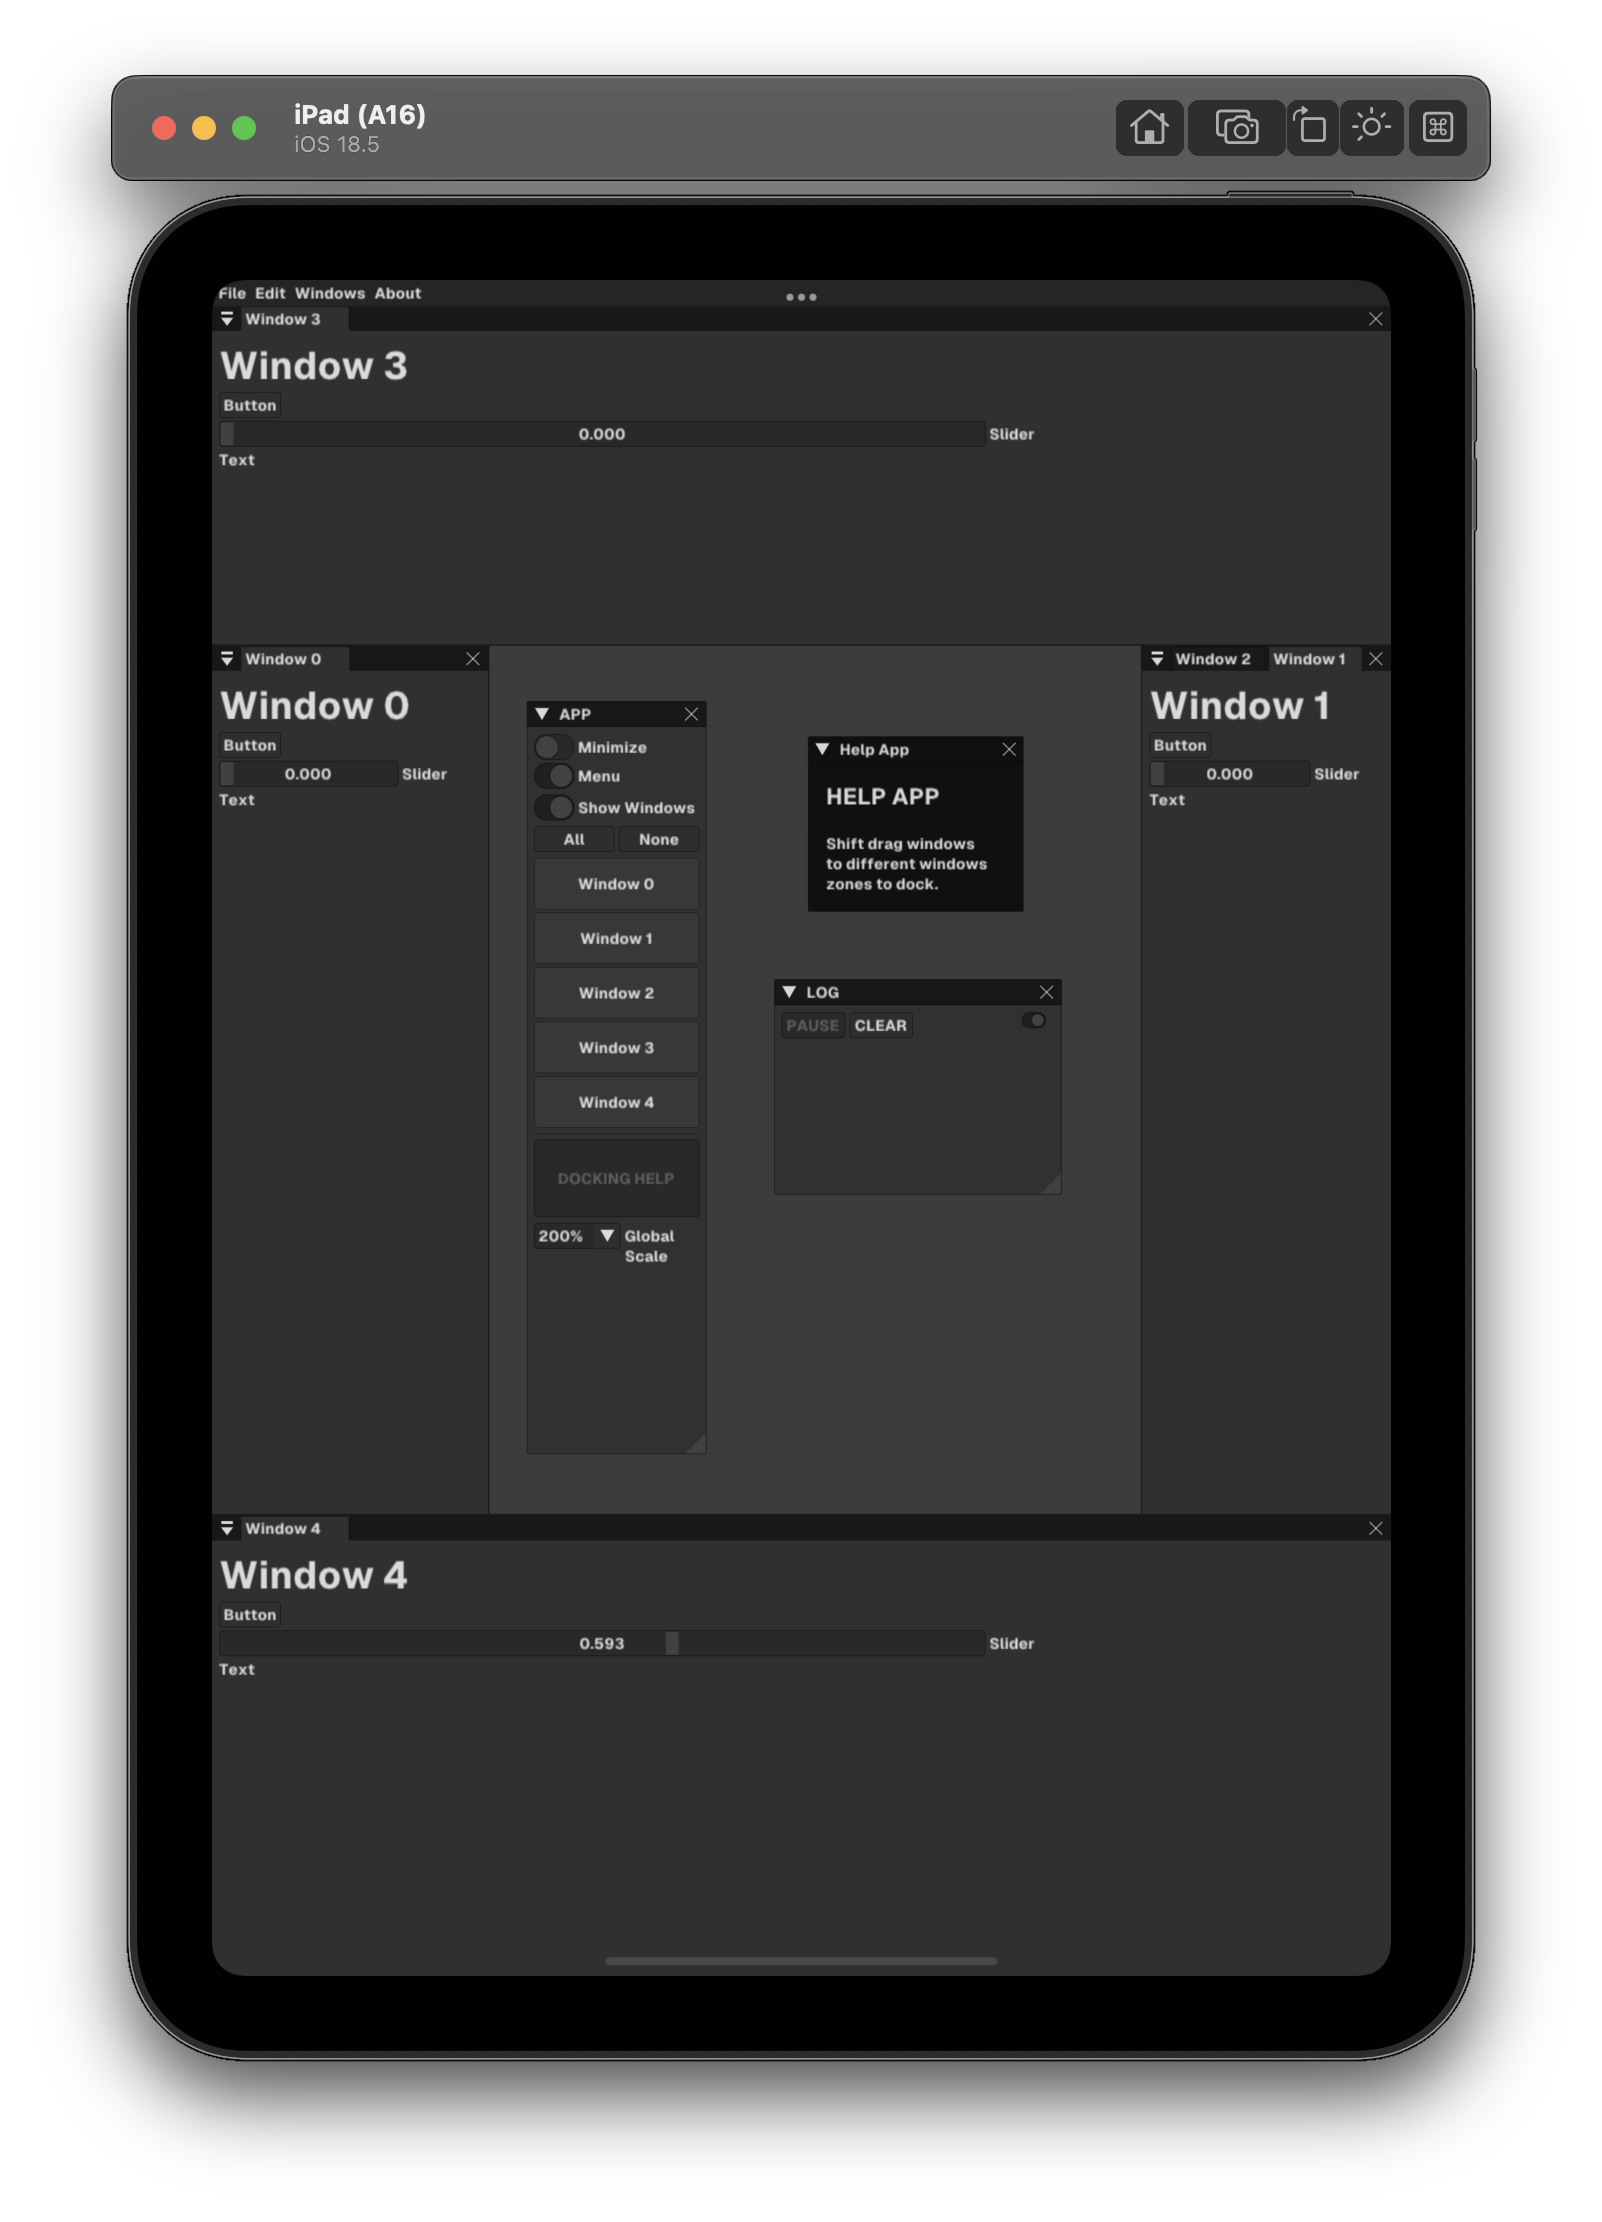 iPad (A16)
iOS 18.5
File Edit Windows About
Window 3
Window 3
Button
0.000 Slider
Text
Window 0
Window 0
Button
0.000 Slider
Text
APP
Minimize
Menu
Show Windows
All None
Window 0
Window 1
Window 2
Window 3
Window 4
DOCKING HELP
200% Global
Scale
Help App
HELP APP
Shift drag windows
to different windows
zones to dock.
LOG
PAUSE CLEAR
Window 2 Window 1
Window 1
Button
0.000 Slider
Text
Window 4
Window 4
Button
0.593 Slider
Text